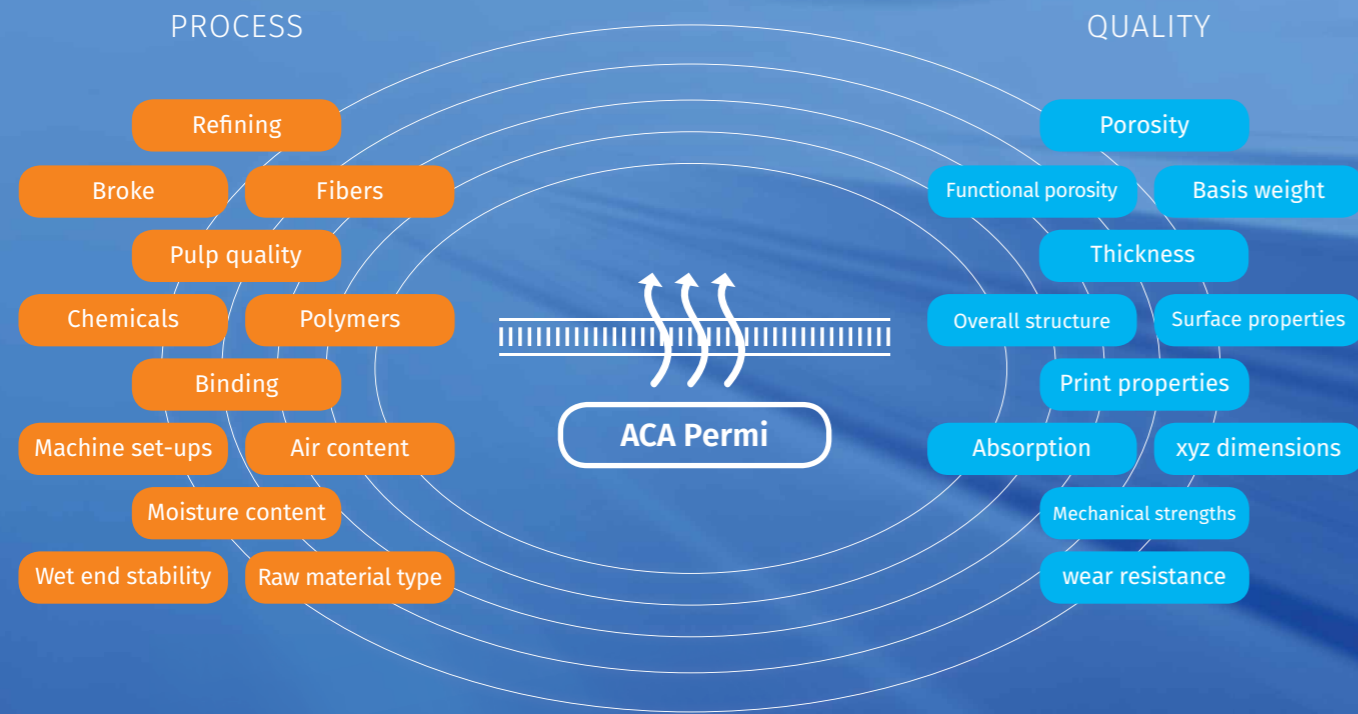 PROCESS
QUALITY
Refining
Broke
Fibers
Pulp quality
Chemicals
Polymers
Binding
Machine set-ups
Air content
Moisture content
Wet end stability
Raw material type
ACA Permi
Porosity
Functional porosity
Basis weight
Thickness
Overall structure
Surface properties
Print properties
Absorption
xyz dimensions
Mechanical strengths
wear resistance